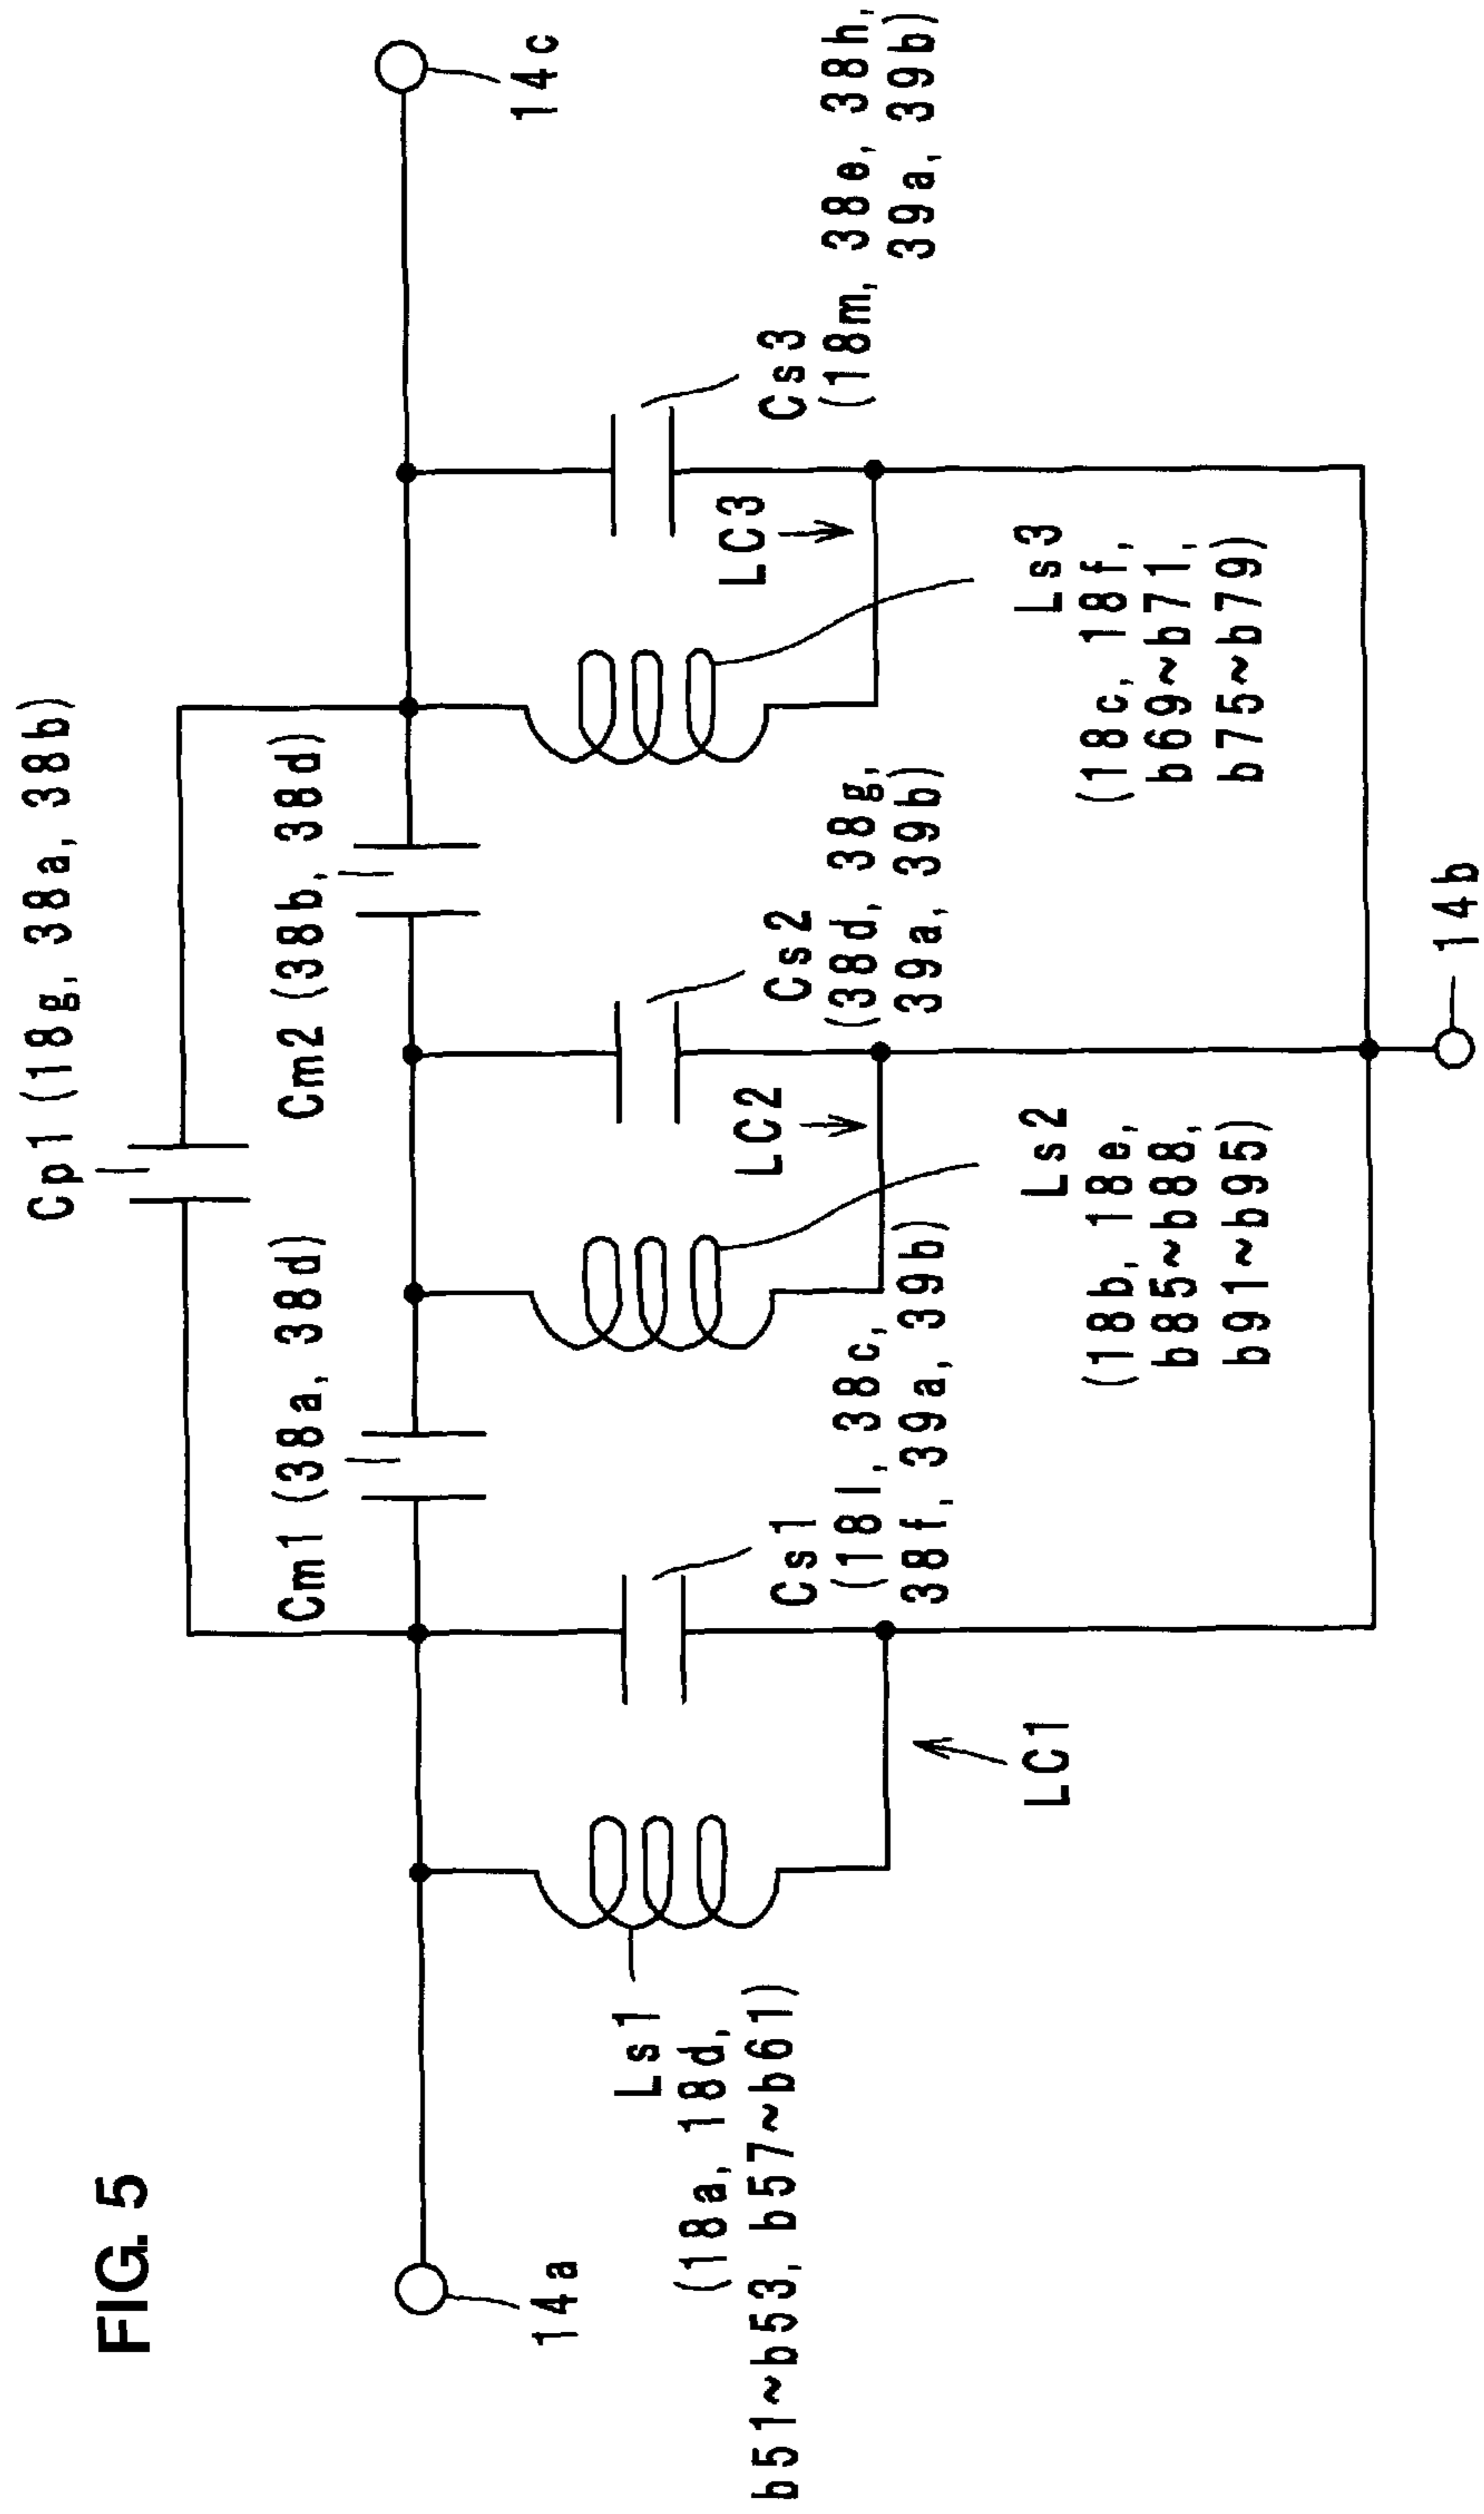 FIG. 5
Cp1 (18g, 38a, 38b)
Cm1 (38a, 38d)
Cm2 (38b, 38d)
14a
14c
Ls1
(18a, 18d,
b51~b53, b57~b61)
Cs1
(18l, 38c,
38f, 39a, 39b)
LC1
LC2
Cs2
(38d, 38g,
39a, 39b)
Ls2
(18b, 18e,
b85~b88,
b91~b95)
LC3
Cs3
(18m, 38e, 38h,
39a, 39b)
Ls3
(18c, 18f,
b69~b71,
b75~b79)
14b